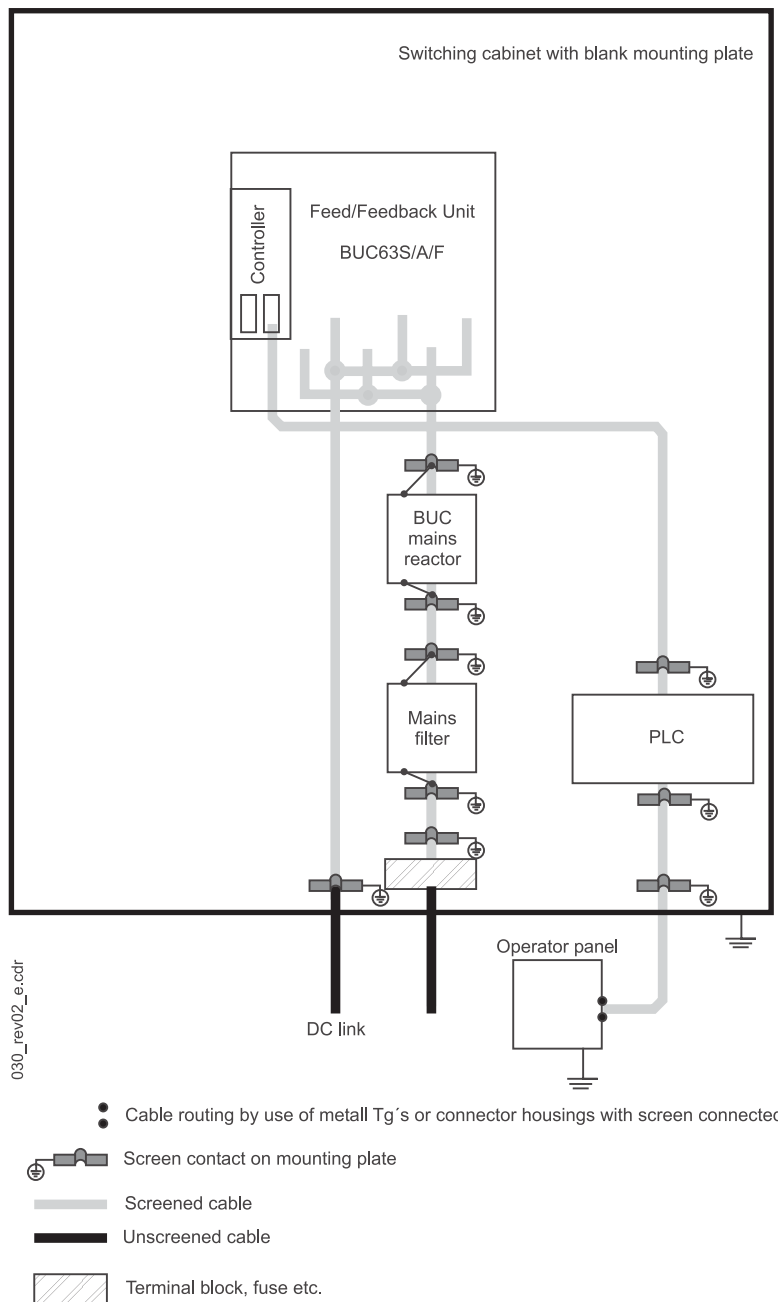 Switching cabinet with blank mounting plate
Controller
Feed/Feedback Unit
BUC63S/A/F
BUC
mains
reactor
Mains
filter
PLC
Operator panel
DC link
030_rev02_e.cdr
Cable routing by use of metall Tg´s or connector housings with screen connected
Screen contact on mounting plate
Screened cable
Unscreened cable
Terminal block, fuse etc.